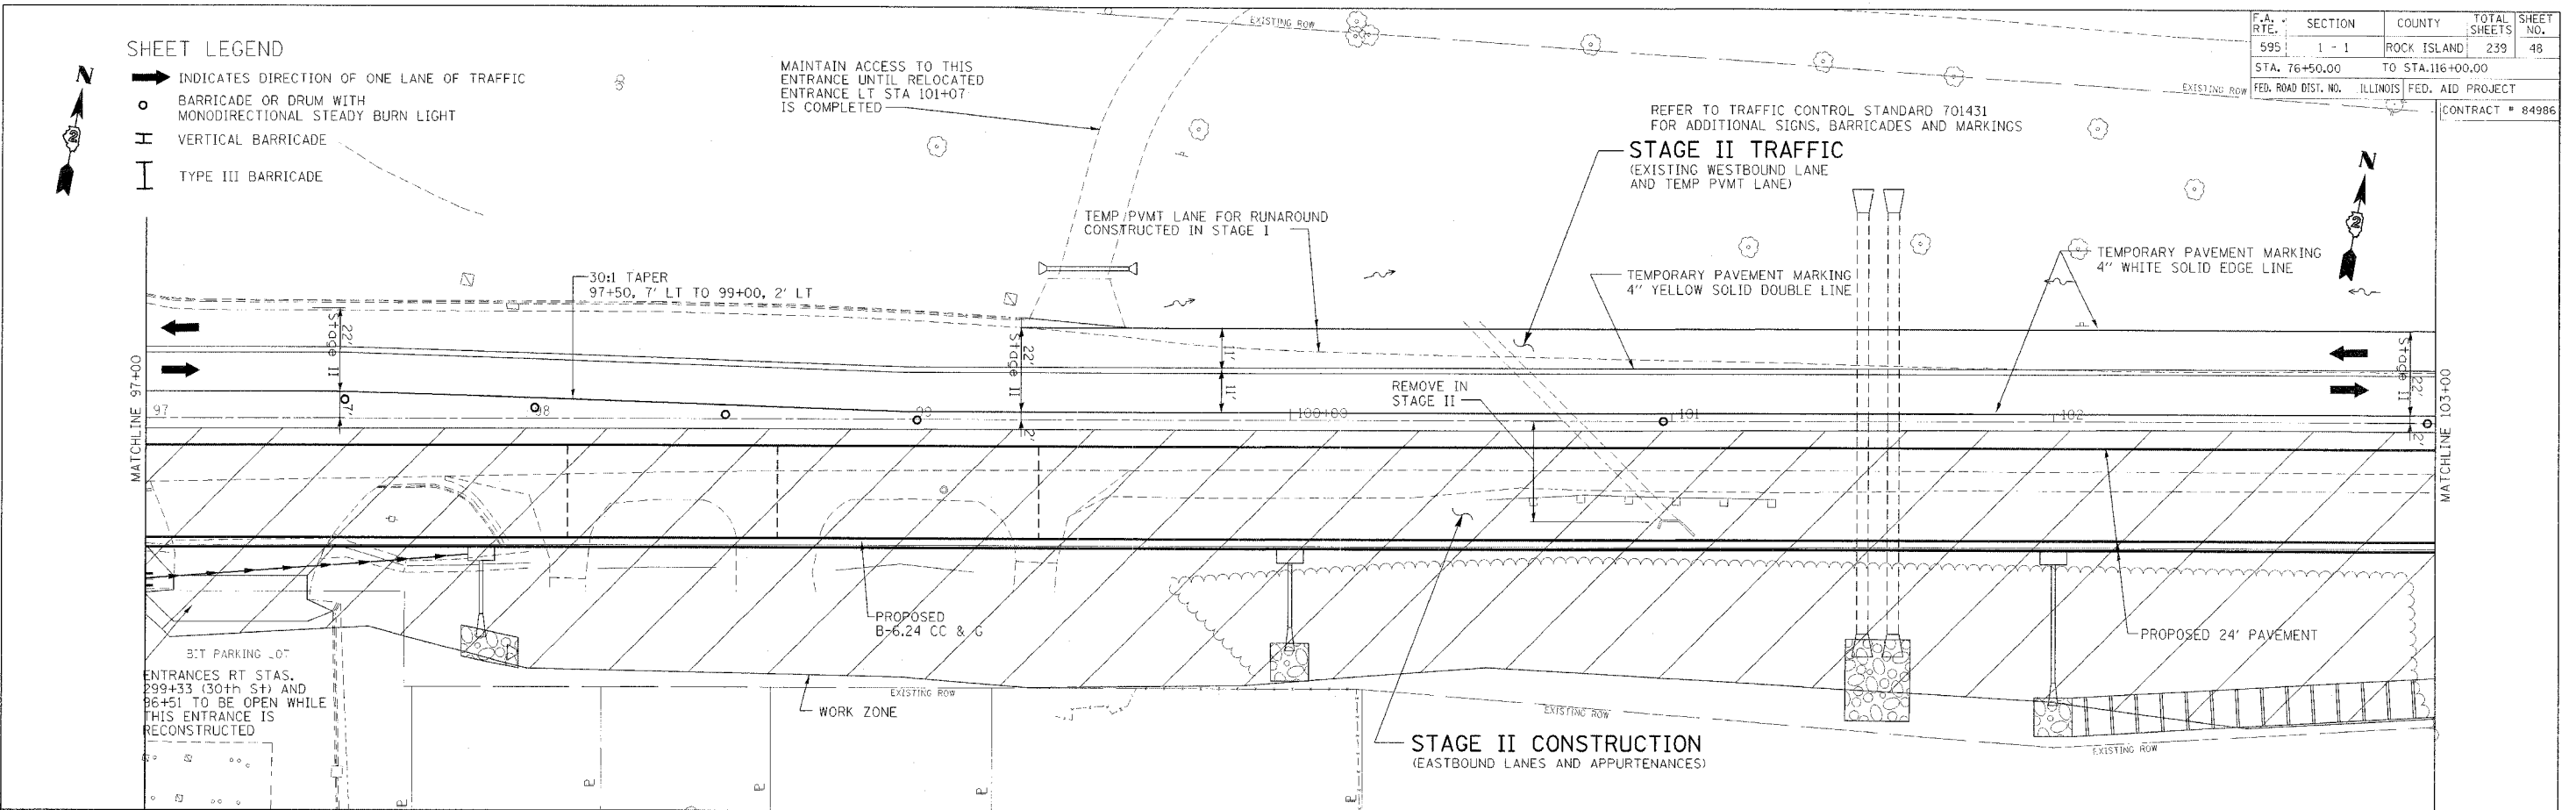 SHEET LEGEND
N
2
INDICATES DIRECTION OF ONE LANE OF TRAFFIC
BARRICADE OR DRUM WITH
MONODIRECTIONAL STEADY BURN LIGHT
VERTICAL BARRICADE
TYPE III BARRICADE
MAINTAIN ACCESS TO THIS
ENTRANCE UNTIL RELOCATED
ENTRANCE LT STA 101+07
IS COMPLETED
EXISTING ROW
EXISTING ROW
F.A. RTE.
SECTION
COUNTY
TOTAL SHEETS
SHEET NO.
595
1 - 1
ROCK ISLAND
239
48
STA. 76+50.00 TO STA.116+00.00
FED. ROAD DIST. NO. ILLINOIS FED. AID PROJECT
CONTRACT # 84986
REFER TO TRAFFIC CONTROL STANDARD 701431
FOR ADDITIONAL SIGNS, BARRICADES AND MARKINGS
STAGE II TRAFFIC
(EXISTING WESTBOUND LANE
AND TEMP PVMT LANE)
N
2
TEMP PVMT LANE FOR RUNAROUND
CONSTRUCTED IN STAGE I
30:1 TAPER
97+50, 7' LT TO 99+00, 2' LT
TEMPORARY PAVEMENT MARKING
4" YELLOW SOLID DOUBLE LINE
TEMPORARY PAVEMENT MARKING
4" WHITE SOLID EDGE LINE
22'
Stage II
22'
Stage II
11'
11'
22'
Stage II
REMOVE IN
STAGE II
MATCHLINE 97+00
97
7'
98
99
2'
100+00
101
102
2'
MATCHLINE 103+00
PROPOSED
B-6.24 CC & G
PROPOSED 24' PAVEMENT
BIT PARKING LOT
ENTRANCES RT STAS.
299+33 (30th St) AND
96+51 TO BE OPEN WHILE
THIS ENTRANCE IS
RECONSTRUCTED
EXISTING ROW
WORK ZONE
EXISTING ROW
EXISTING ROW
STAGE II CONSTRUCTION
(EASTBOUND LANES AND APPURTENANCES)